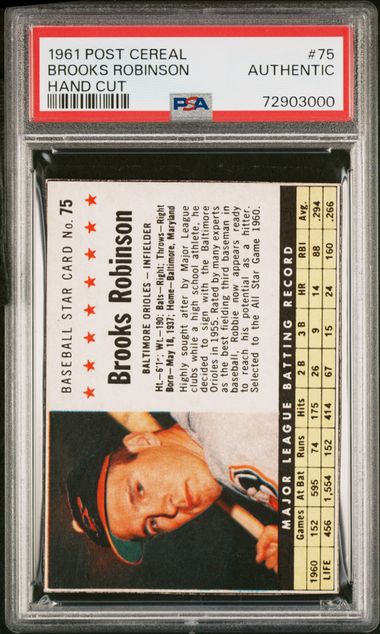 1961 POST CEREAL #75
BROOKS ROBINSON AUTHENTIC
HAND CUT
PSA 72903000
BASEBALL STAR CARD No. 75
Brooks Robinson
BALTIMORE ORIOLES — INFIELDER
Ht.—6'1"; Wt.—190; Bats—Right; Throws—Right
Born—May 18, 1937; Home—Baltimore, Maryland
Highly sought after by Major League
clubs while a high school athlete, he
decided to sign with the Baltimore
Orioles in 1955. Rated by many experts
as the best fielding third baseman in
baseball, Robbie now appears ready
to reach his potential as a hitter.
Selected to the All Star Game 1960.
MAJOR LEAGUE BATTING RECORD
Games At Bat Runs Hits 2 B 3 B HR RBI Avg.
1960 152 595 74 175 26 9 14 88 .294
LIFE 456 1,554 152 414 67 15 24 160 .266